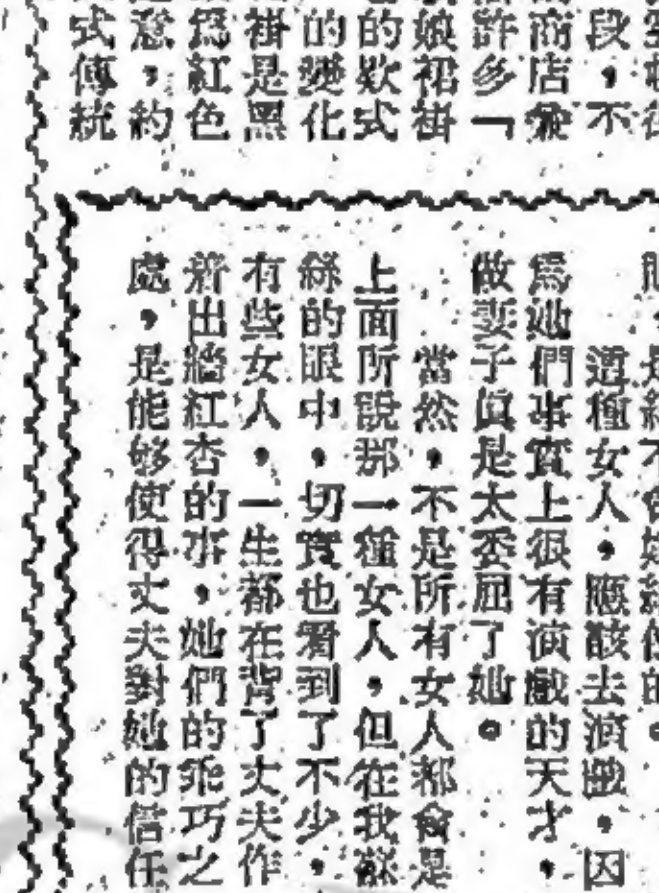 段，不
商店兼
許多「
娘裙褂
的款式
的變化
褂是黑
爲紅色
意，約
式傳統
這種女人，應該去演戲，因
爲她們事實上很有演戲的天才，
做妻子眞是太委屈了她。
當然，不是所有女人都會是
上面所說那一種女人，但在我蘇
絲的眼中，切實也看到了不少，
有些女人，一生都在背了丈夫作
着出牆紅杏的事，她們的乖巧之
處，是能够使得丈夫對她的信任